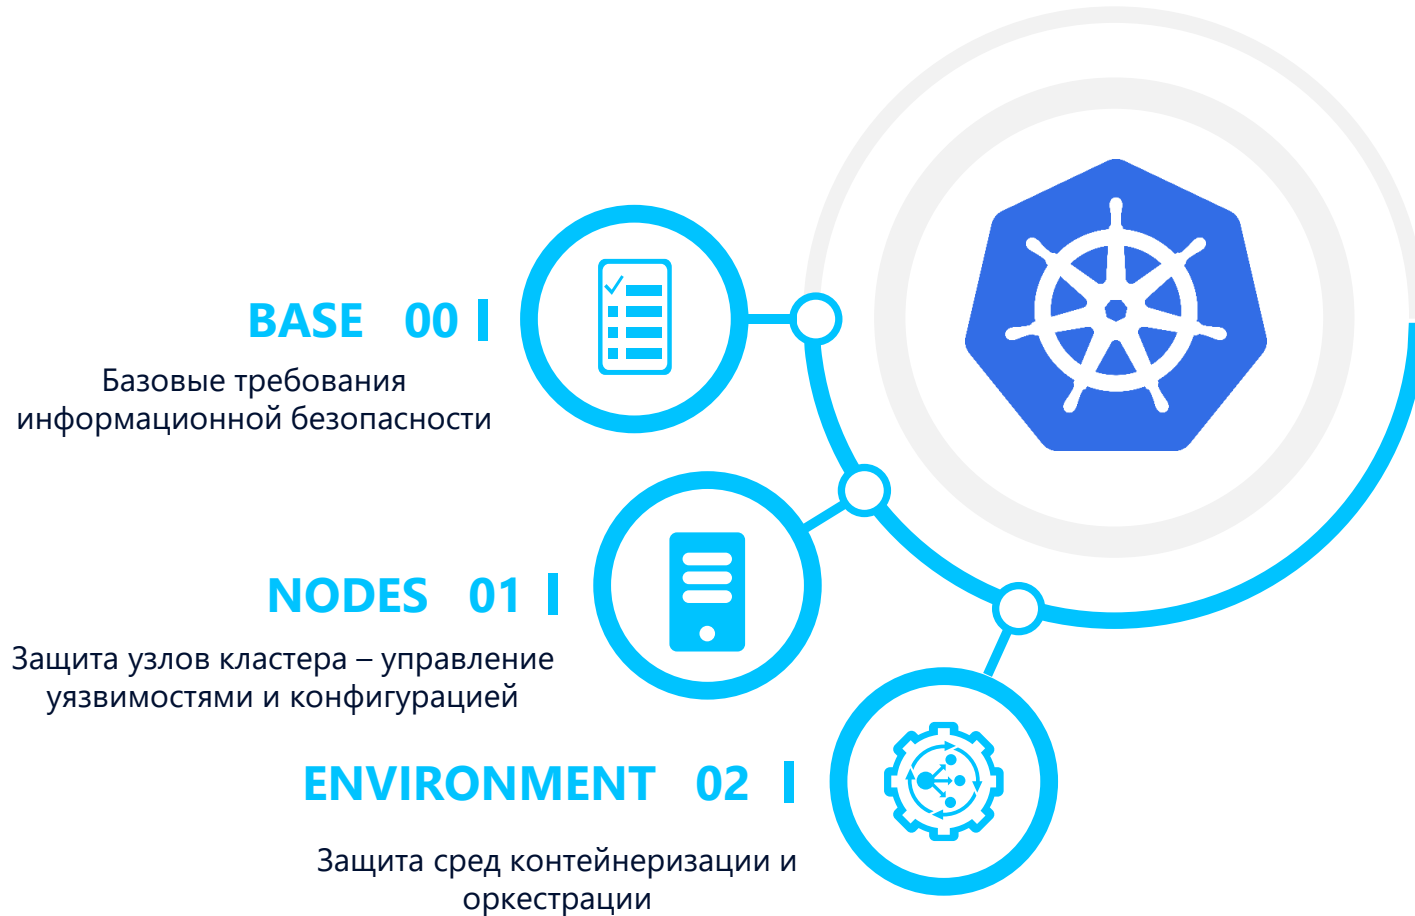 BASE 00
Базовые требования
информационной безопасности
NODES 01
Защита узлов кластера – управление
уязвимостями и конфигурацией
ENVIRONMENT 02
Защита сред контейнеризации и
оркестрации